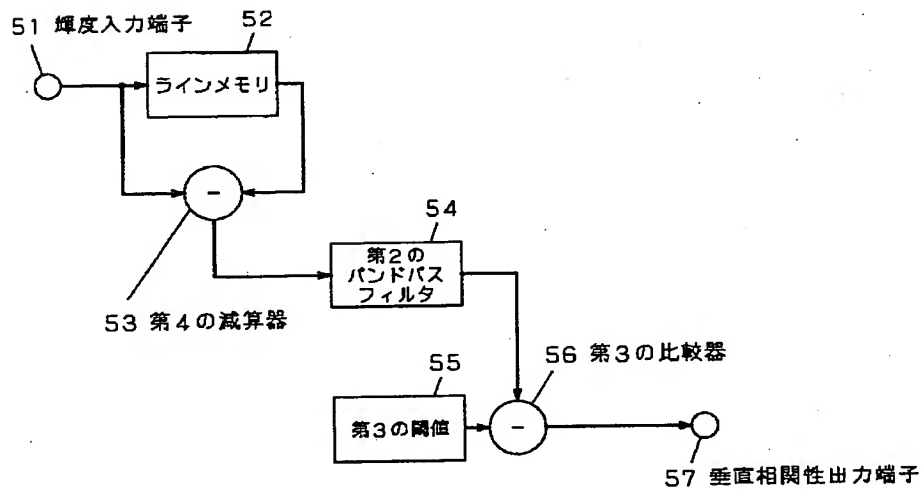 51 輝度入力端子
52
ラインメモリ
-
53 第4の減算器
54
第2の
バンドパス
フィルタ
55
第3の閾値
56 第3の比較器
-
57 垂直相関性出力端子